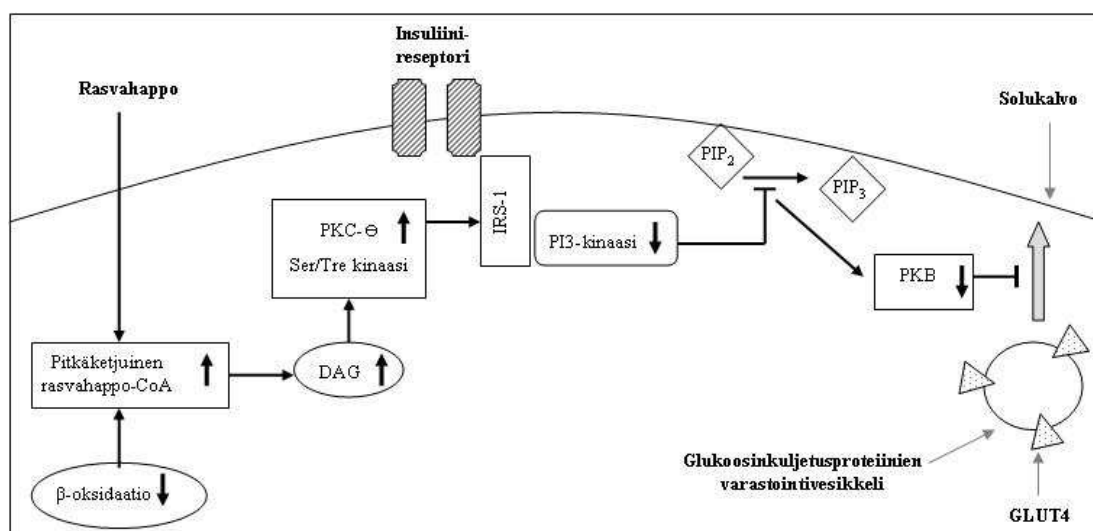 Insuliini-
reseptori
Rasvahappo
Solukalvo
PIP2
PIP3
IRS-1
PKC-Ɵ
Ser/Tre kinaasi
PI3-kinaasi
PKB
Pitkäketjuinen
rasvahappo-CoA
DAG
β-oksidaatio
Glukoosinkuljetusproteiinien
varastointivesikkeli
GLUT4